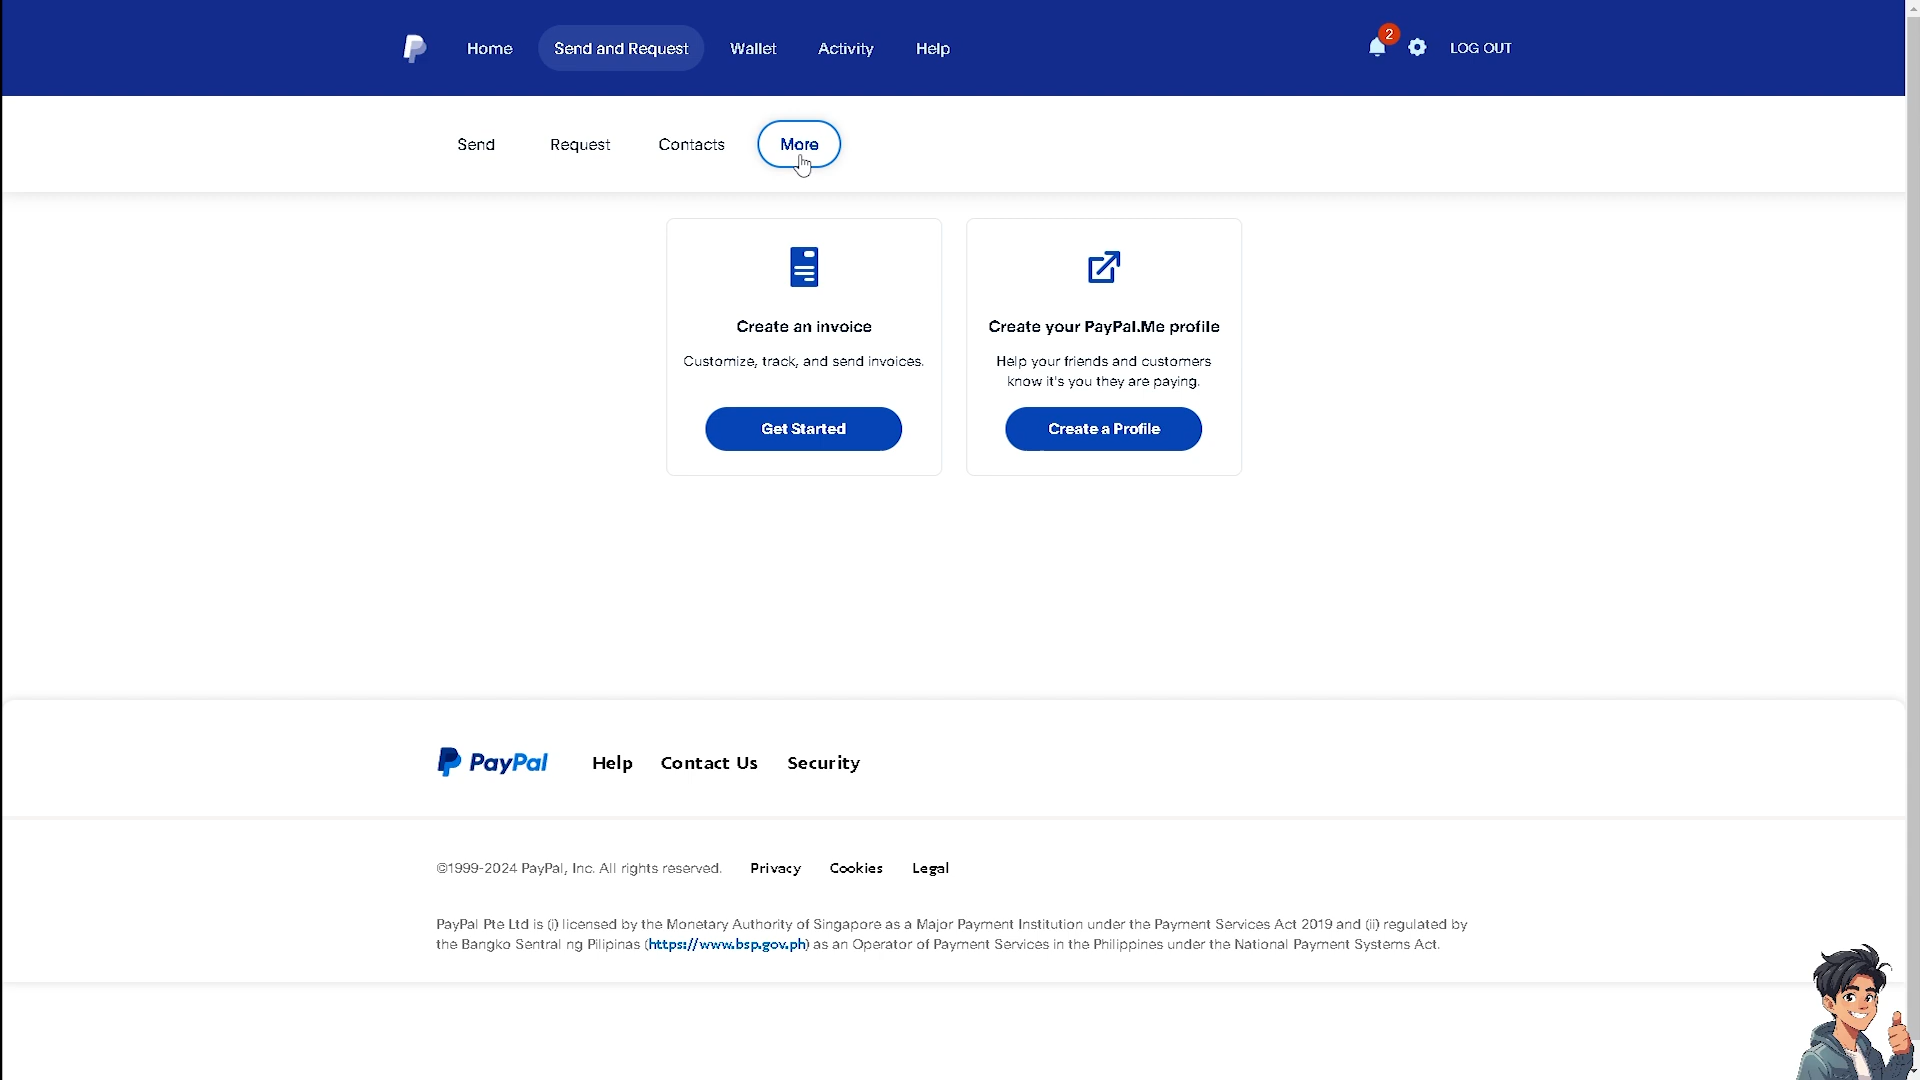 Home Send and Request Wallet Activity Help 2 LOG OUT
Send Request Contacts More
Create an invoice
Customize, track, and send invoices.
Get Started
Create your PayPal.Me profile
Help your friends and customers
know it's you they are paying.
Create a Profile
PayPal Help Contact Us Security
©1999-2024 PayPal, Inc. All rights reserved. Privacy Cookies Legal
PayPal Pte Ltd is (i) licensed by the Monetary Authority of Singapore as a Major Payment Institution under the Payment Services Act 2019 and (ii) regulated by
the Bangko Sentral ng Pilipinas (https://www.bsp.gov.ph) as an Operator of Payment Services in the Philippines under the National Payment Systems Act.